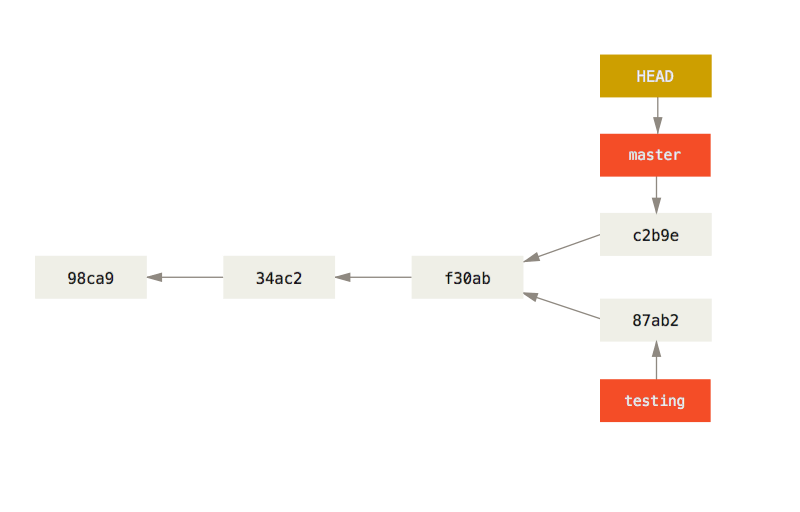 HEAD
master
c2b9e
98ca9
34ac2
f30ab
87ab2
testing